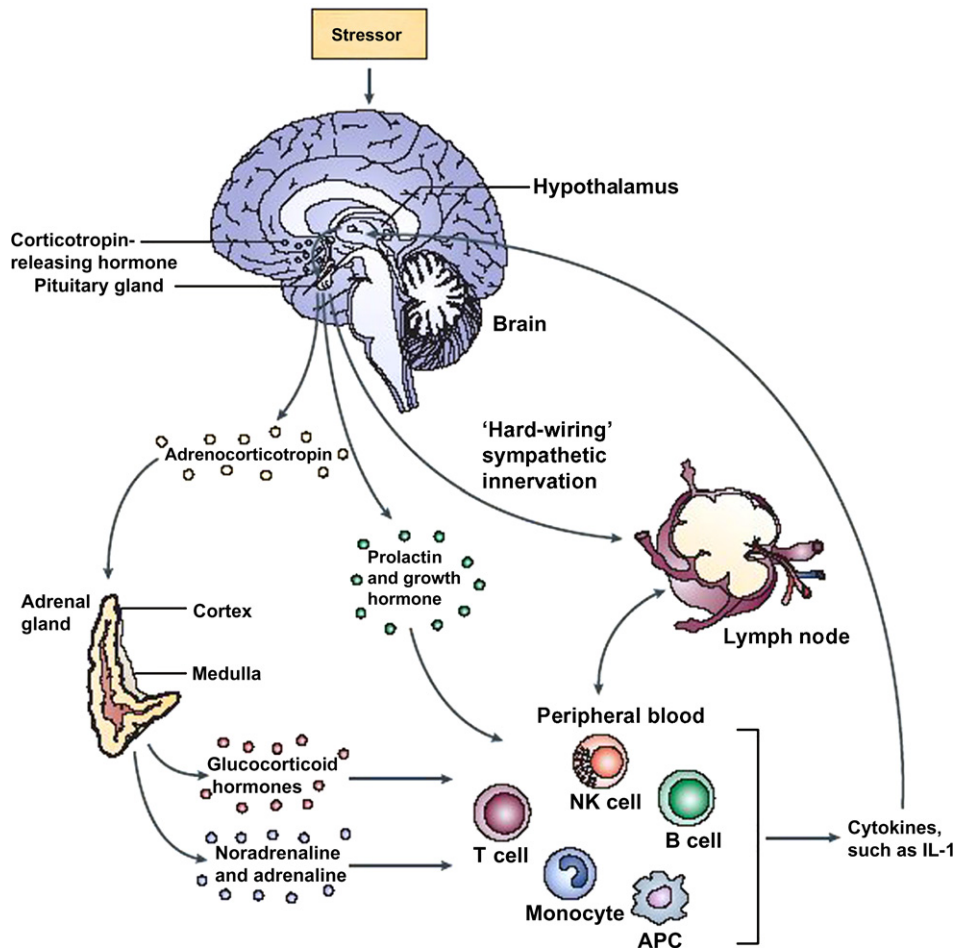 Stressor
Hypothalamus
Corticotropin-
releasing hormone
Pituitary gland
Brain
Adrenocorticotropin
‘Hard-wiring’
sympathetic
innervation
Prolactin
and growth
hormone
Adrenal
gland
Cortex
Medulla
Lymph node
Peripheral blood
Glucocorticoid
hormones
NK cell
B cell
T cell
Cytokines,
such as IL-1
Noradrenaline
and adrenaline
Monocyte
APC